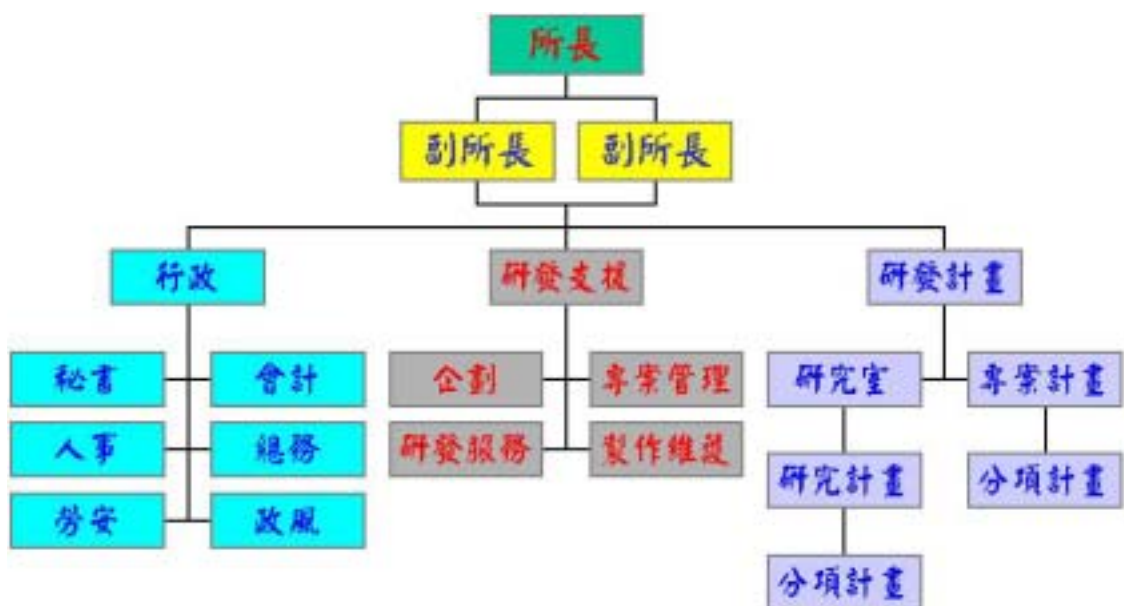 所長
副所長 副所長
行政 研發支援 研發計畫
秘書 會計 企劃 專案管理 研究室 專案計畫
人事 總務 研發服務 製作維護 研究計畫 分項計畫
勞安 政風 分項計畫